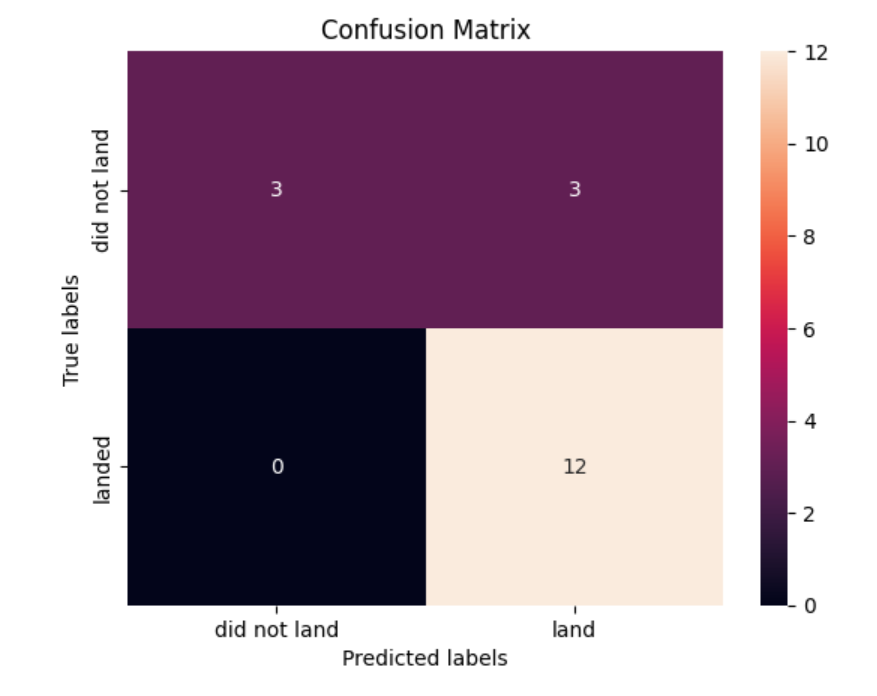 Confusion Matrix
did not land
3
3
True labels
landed
0
12
did not land
land
Predicted labels
12
10
8
6
4
2
0